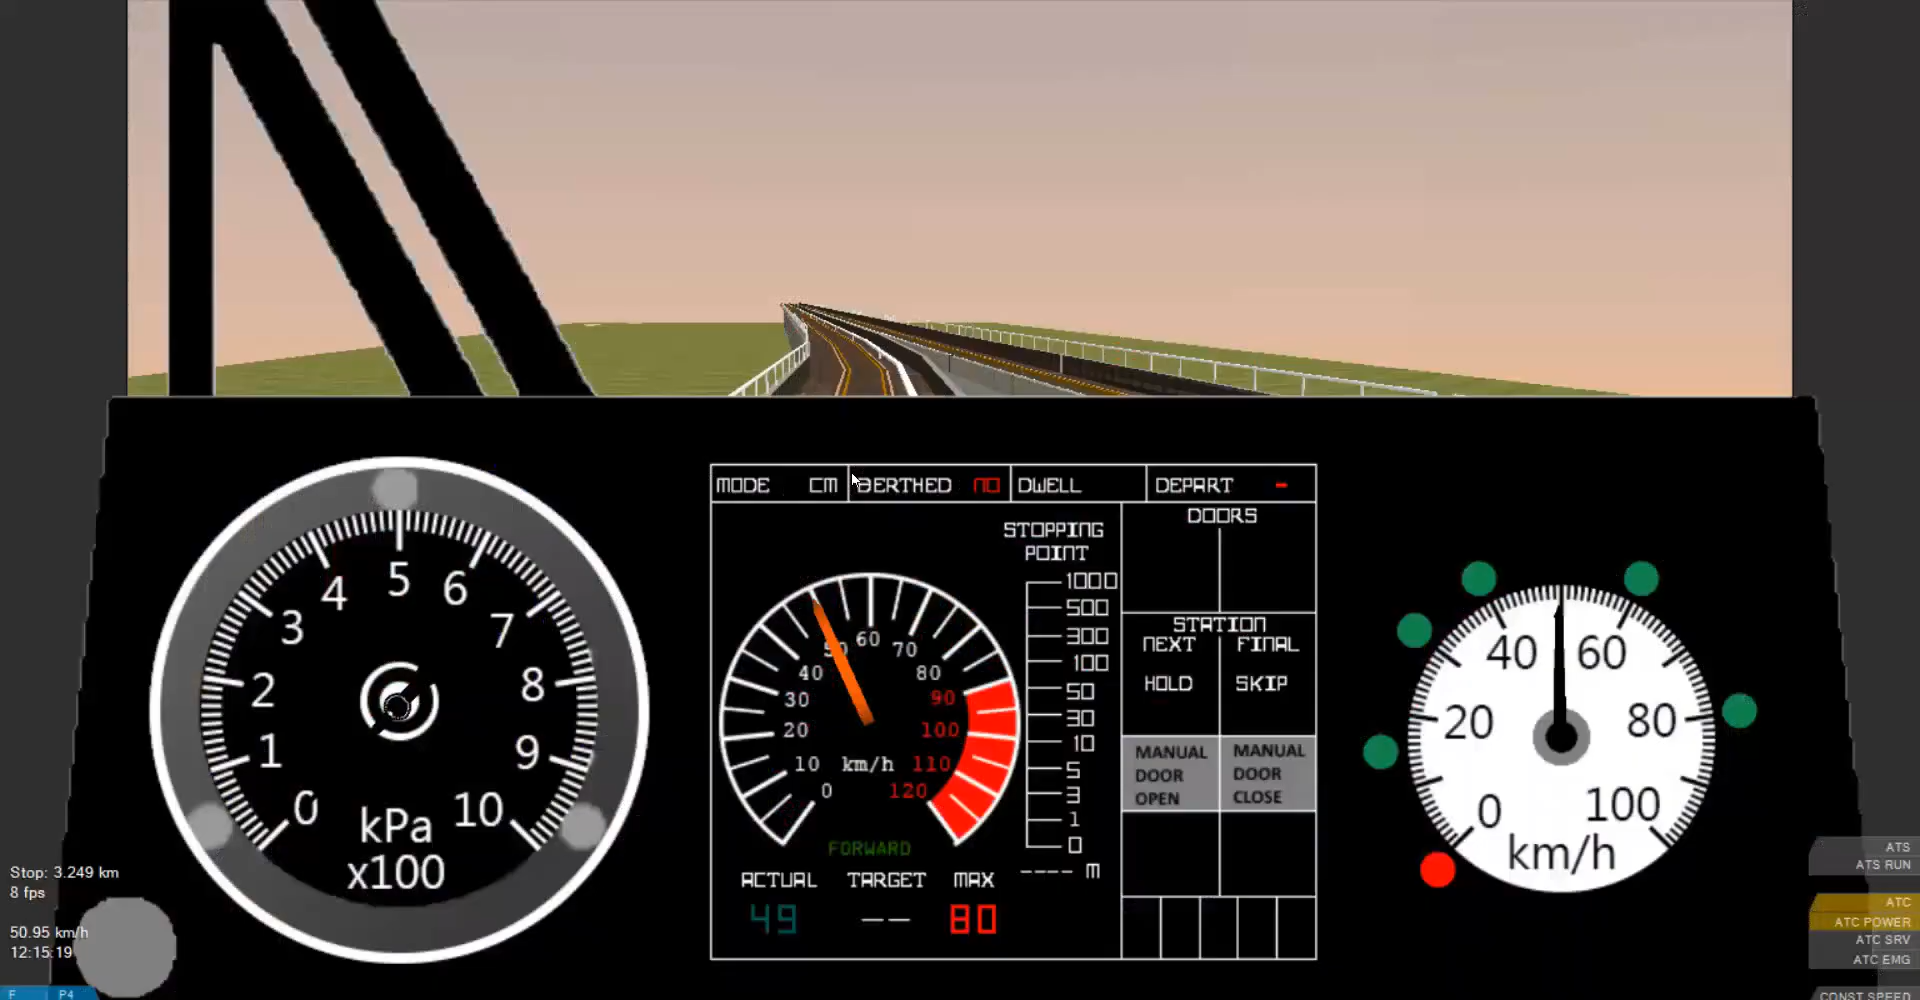 MODE CM BERTHED NO DWELL DEPART -
DOORS
STOPPING
POINT
1000
500
300
100
50
30
10
5
3
1
0
---- m
STATION
NEXT FINAL
HOLD SKIP
MANUAL DOOR OPEN
MANUAL DOOR CLOSE
0 10 20 30 40 50 60 70 80 90 100 110 120
km/h
FORWARD
ACTUAL TARGET MAX
49 -- 80
0 1 2 3 4 5 6 7 8 9 10
kPa
x100
0 20 40 60 80 100
km/h
Stop: 3.249 km
8 fps
50.95 km/h
12:15:19
F P4
ATS
ATS RUN
ATC
ATC POWER
ATC SRV
ATC EMG
CONST SPEED